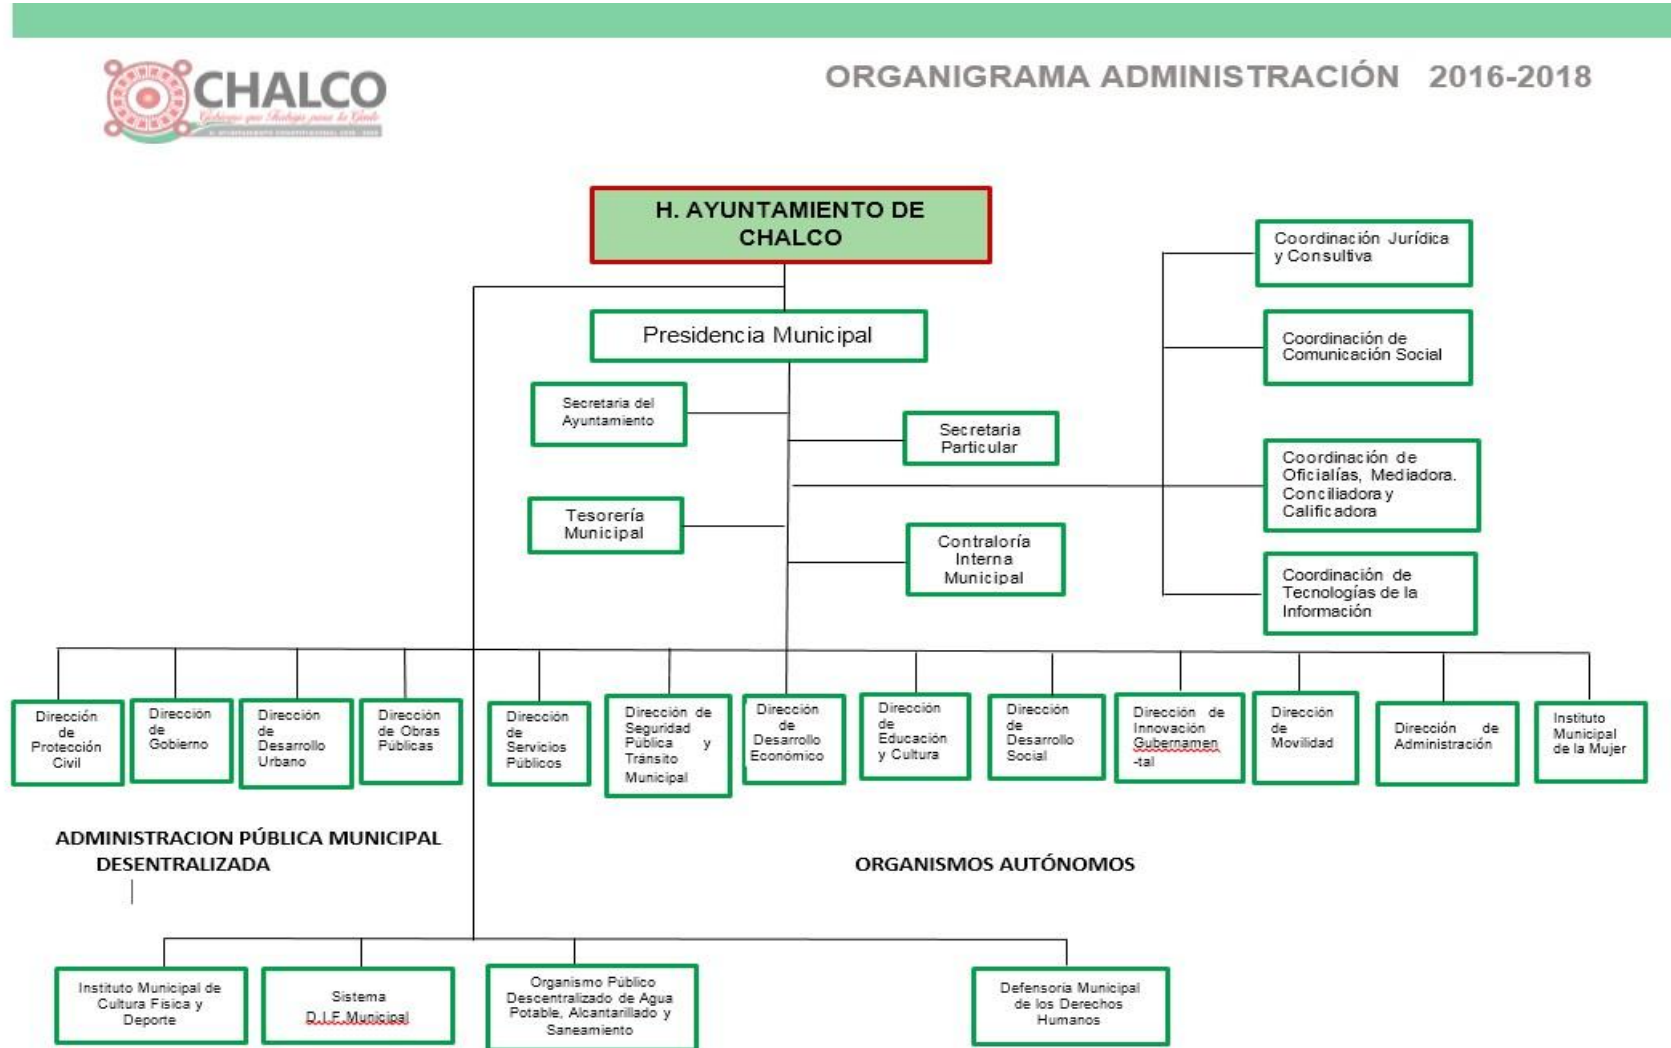 CHALCO
Gobierno que Trabaja para la Gente
ORGANIGRAMA ADMINISTRACIÓN 2016-2018
H. AYUNTAMIENTO DE
CHALCO
Presidencia Municipal
Secretaria del
Ayuntamiento
Secretaria
Particular
Tesorería
Municipal
Contraloría
Interna
Municipal
Coordinación Jurídica
y Consultiva
Coordinación de
Comunicación Social
Coordinación de
Oficialías, Mediadora.
Conciliadora y
Calificadora
Coordinación de
Tecnologías de la
Información
Dirección
de
Protección
Civil
Dirección
de
Gobierno
Dirección
de
Desarrollo
Urbano
Dirección
de Obras
Públicas
Dirección
de
Servicios
Públicos
Dirección de
Seguridad
Pública y
Tránsito
Municipal
Dirección
de
Desarrollo
Económico
Dirección
de
Educación
y Cultura
Dirección
de
Desarrollo
Social
Dirección de
Innovación
Gubernamen
-tal
Dirección
de
Movilidad
Dirección de
Administración
Instituto
Municipal
de la Mujer
ADMINISTRACION PÚBLICA MUNICIPAL
DESENTRALIZADA
ORGANISMOS AUTÓNOMOS
Instituto Municipal de
Cultura Física y
Deporte
Sistema
D.I.F. Municipal
Organismo Público
Descentralizado de Agua
Potable, Alcantarillado y
Saneamiento
Defensoría Municipal
de los Derechos
Humanos